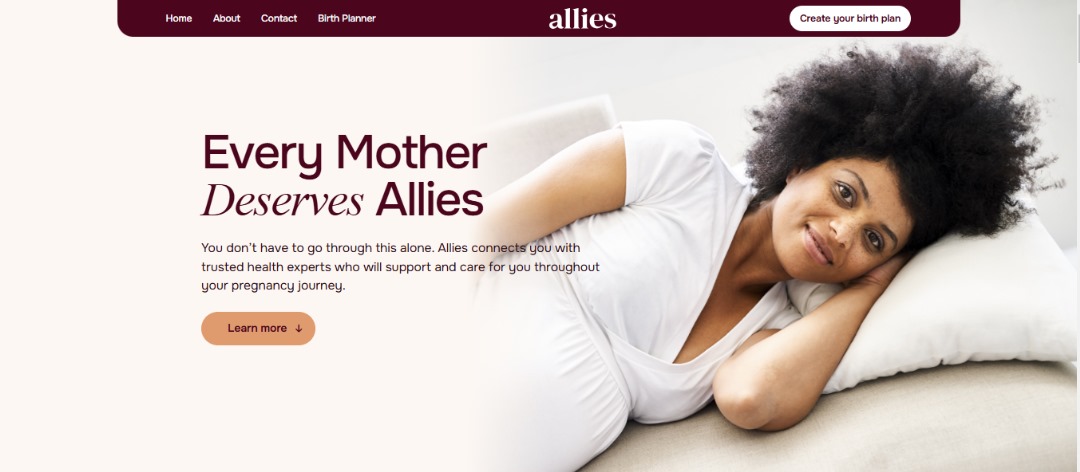 Home About Contact Birth Planner allies Create your birth plan
Every Mother
Deserves Allies
You don't have to go through this alone. Allies connects you with
trusted health experts who will support and care for you throughout
your pregnancy journey.
Learn more ↓